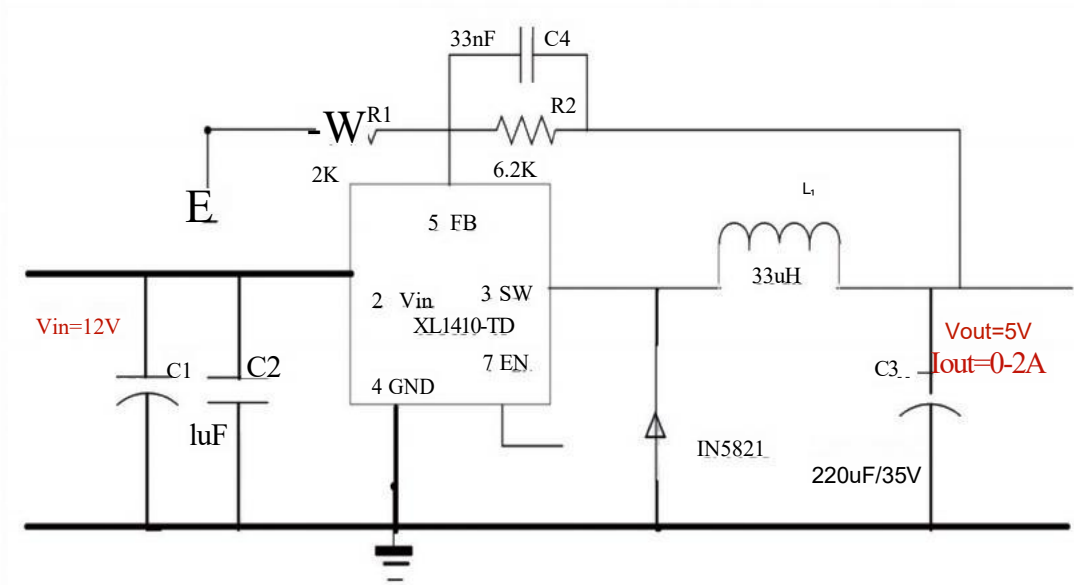 33nF C4
-W R1
R2
2K
6.2K
E
5 FB
L₁
33uH
2 Vin
3 SW
XL1410-TD
7 EN
4 GND
Vin=12V
C1
C2
luF
Vout=5V
Iout=0-2A
C3
IN5821
220uF/35V